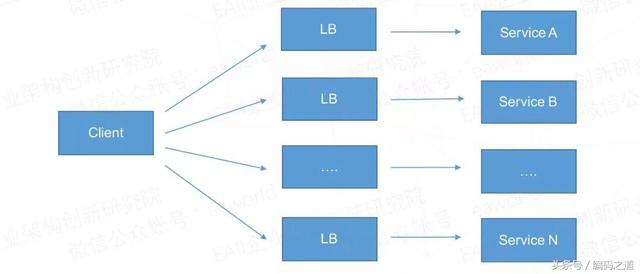 LB
Service A
LB
Service B
Client
....
....
LB
Service N
头条号/编码之道
业架构创新研究院
微信公众账号 · eaworld